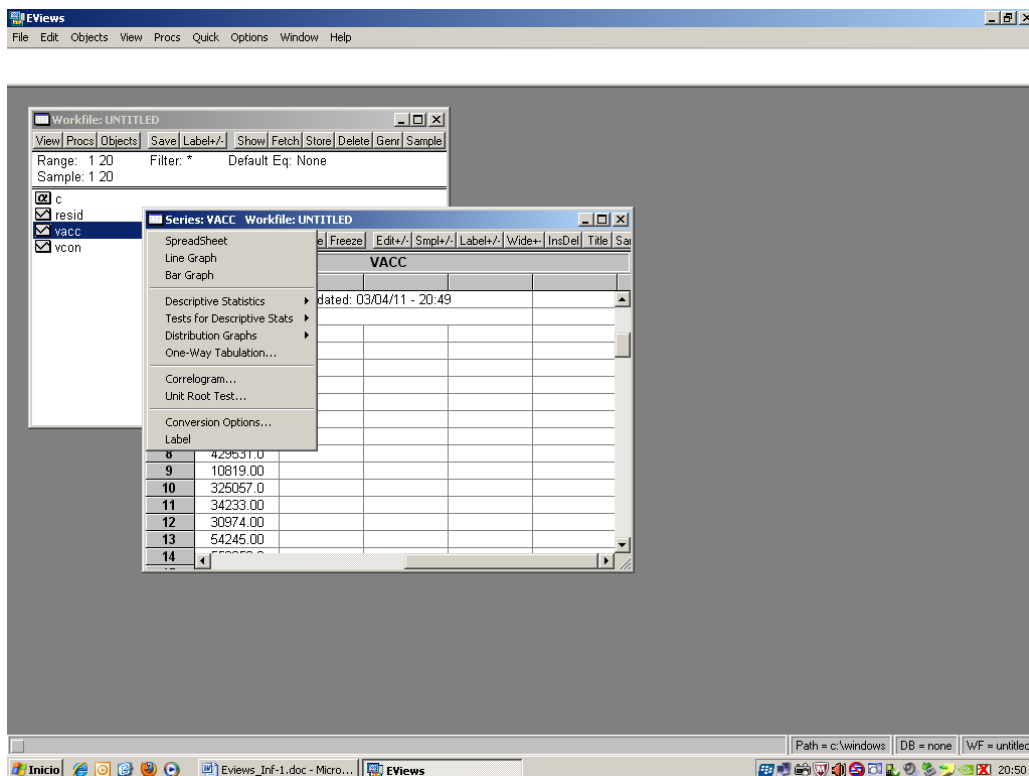 EViews
File Edit Objects View Procs Quick Options Window Help
Workfile: UNTITLED
View Procs Objects Save Label+/- Show Fetch Store Delete Genr Sample
Range: 1 20 Filter: * Default Eq: None
Sample: 1 20
c
resid
vacc
vcon
Series: VACC Workfile: UNTITLED
Freeze Edit+/- Smpl+/- Label+/- Wide+- InsDel Title
VACC
dated: 03/04/11 - 20:49
SpreadSheet
Line Graph
Bar Graph
Descriptive Statistics
Tests for Descriptive Stats
Distribution Graphs
One-Way Tabulation...
Correlogram...
Unit Root Test...
Conversion Options...
Label
8 429531.0
9 10819.00
10 325057.0
11 34233.00
12 30974.00
13 54245.00
14
Path = c:\windows DB = none WF = untitled
Inicio Eviews_Inf-1.doc - Micro... EViews 20:50